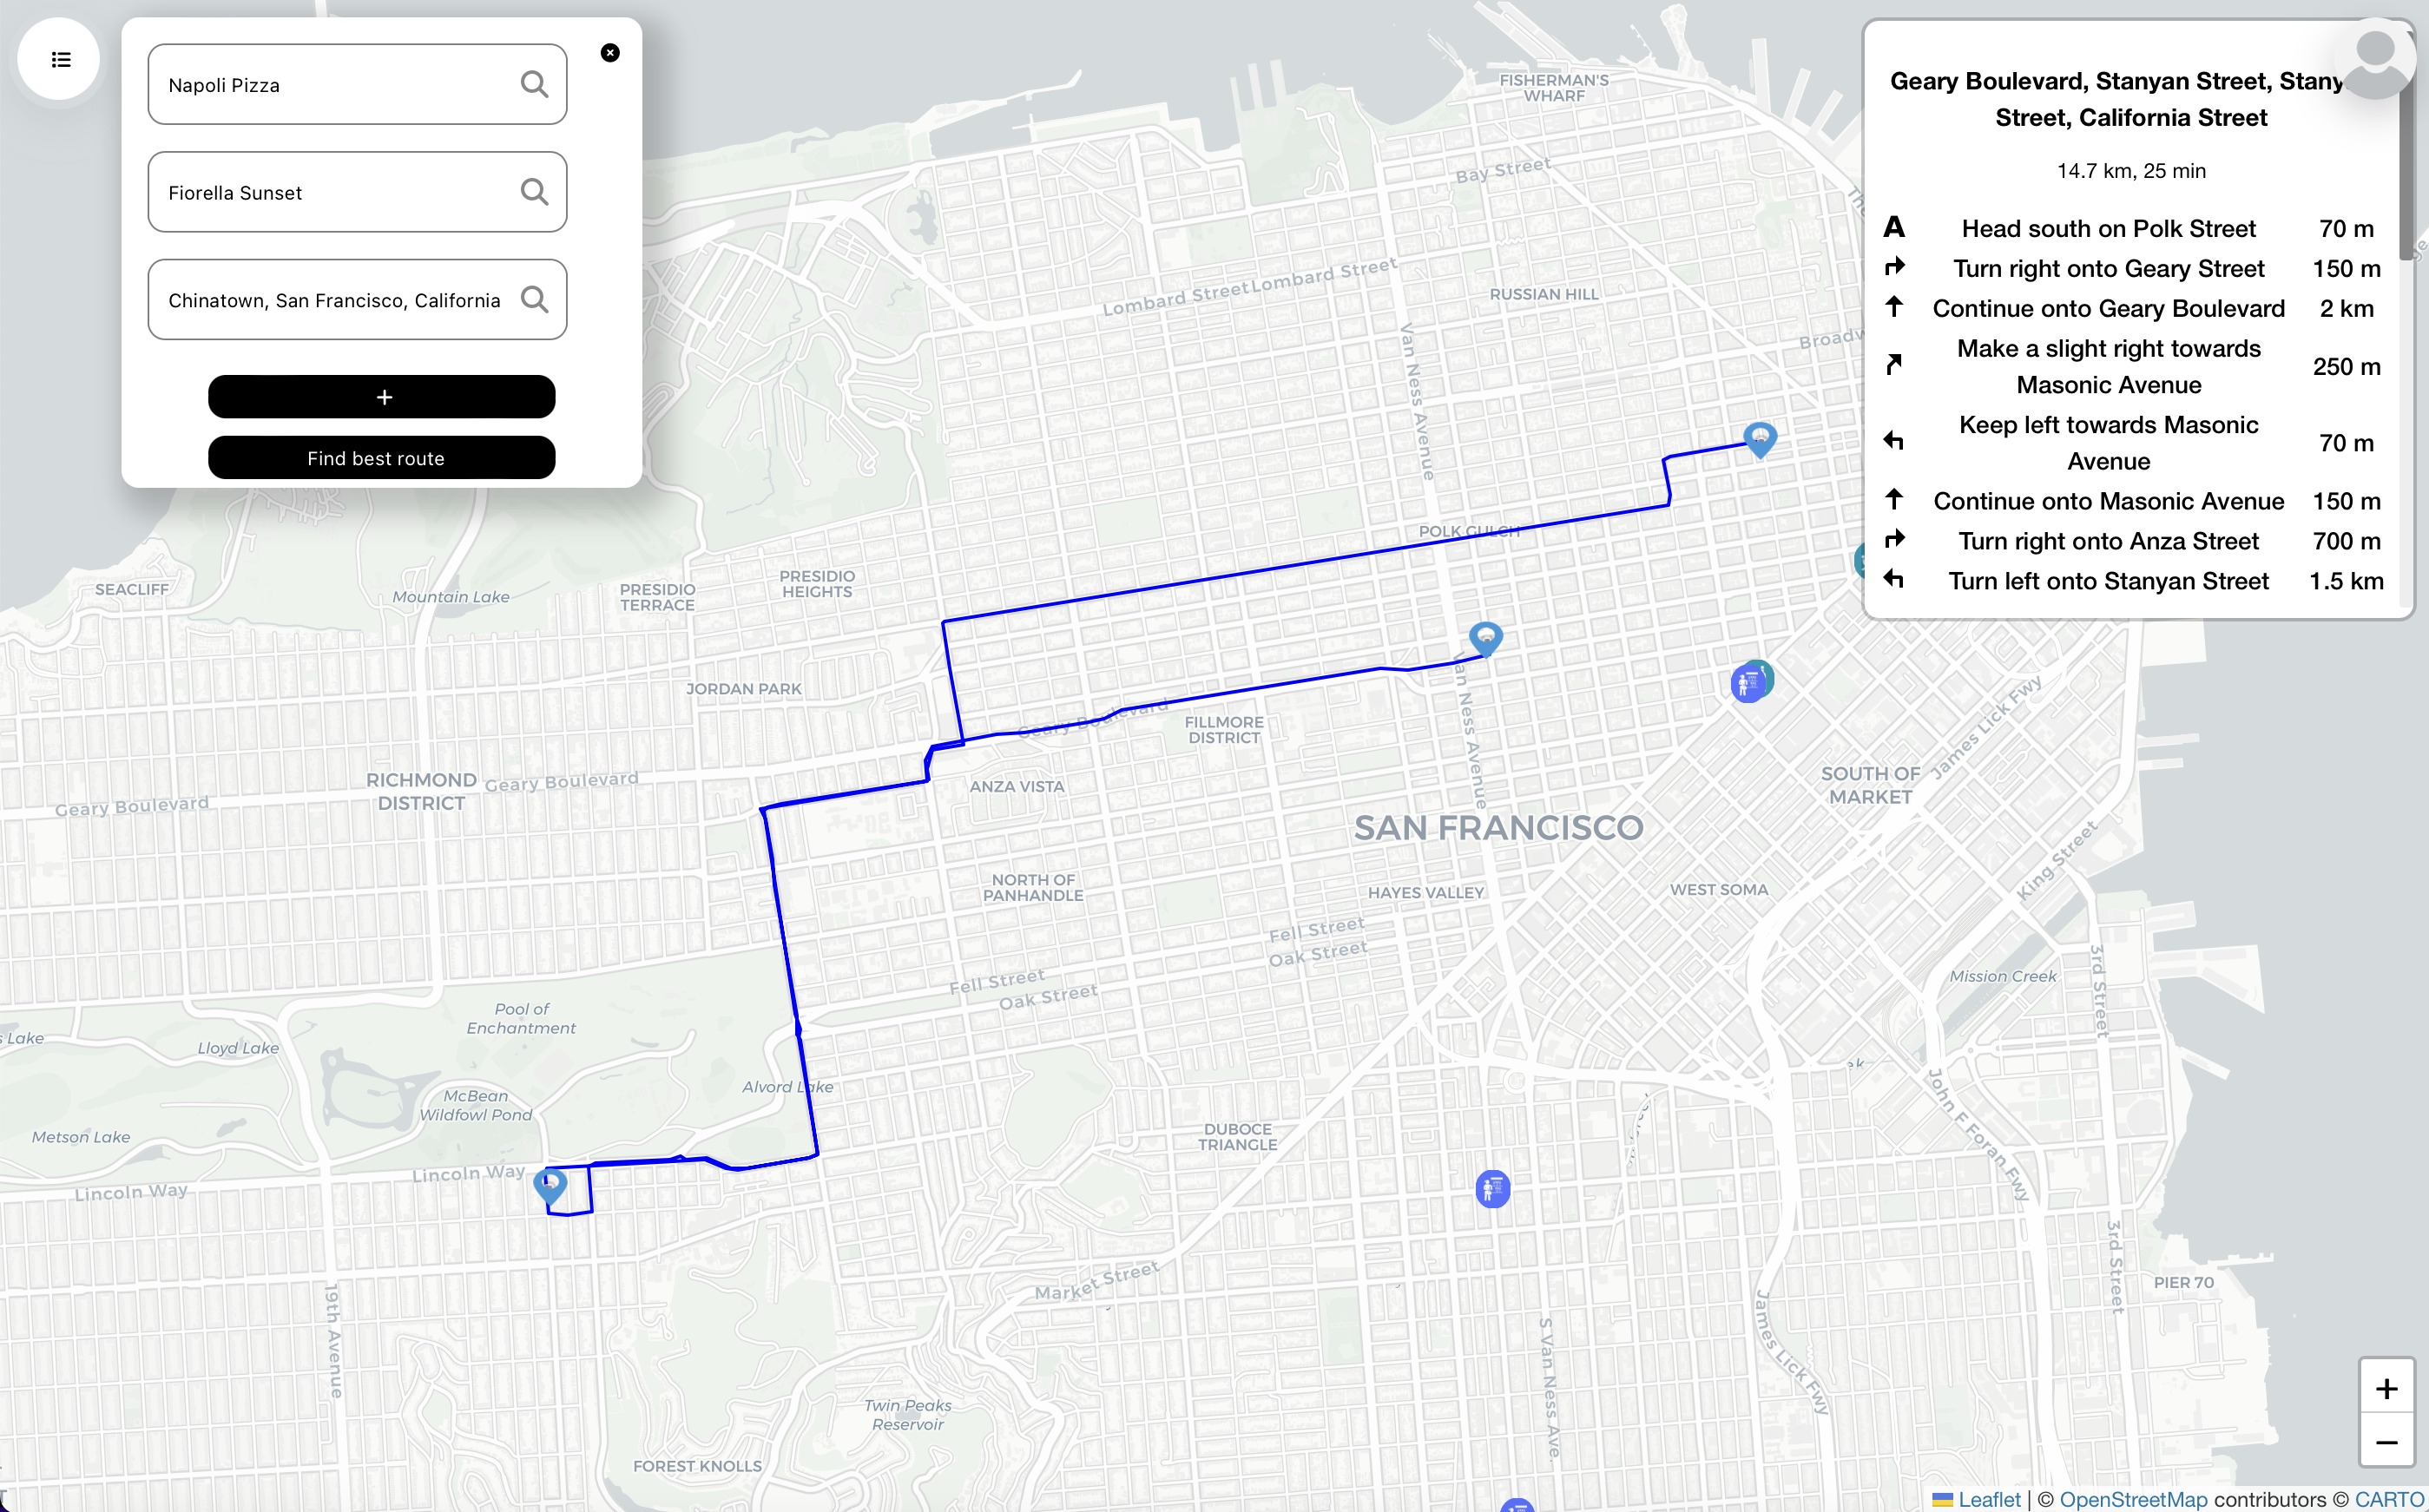 Napoli Pizza
Fiorella Sunset
Chinatown, San Francisco, California
+
Find best route
Geary Boulevard, Stanyan Street,
Street, California Street
14.7 km, 25 min
A Head south on Polk Street 70 m
Turn right onto Geary Street 150 m
Continue onto Geary Boulevard 2 km
Make a slight right towards
Masonic Avenue 250 m
Keep left towards Masonic
Avenue 70 m
Continue onto Masonic Avenue 150 m
Turn right onto Anza Street 700 m
Turn left onto Stanyan Street 1.5 km
FISHERMAN'S
WHARF
Bay Street
Lombard Street
Lombard Street
RUSSIAN HILL
Van Ness Avenue
POLK GULCH
SEACLIFF
Mountain Lake
PRESIDIO
TERRACE
PRESIDIO
HEIGHTS
JORDAN PARK
Geary Boulevard
FILLMORE
DISTRICT
Van Ness Avenue
RICHMOND
DISTRICT
Geary Boulevard
Geary Boulevard
ANZA VISTA
SAN FRANCISCO
SOUTH OF
MARKET
James Lick Fwy
King Street
NORTH OF
PANHANDLE
HAYES VALLEY
WEST SOMA
Fell Street
Oak Street
Fell Street
Oak Street
Mission Creek
3rd Street
Pool of
Enchantment
Lloyd Lake
s Lake
Alvord Lake
McBean
Wildfowl Pond
Metson Lake
DUBOCE
TRIANGLE
John F Foran Fwy
Lincoln Way
Lincoln Way
Market Street
3rd Street
PIER 70
19th Avenue
S Van Ness Ave.
James Lick Fwy
Twin Peaks
Reservoir
FOREST KNOLLS
+
−
Leaflet | © OpenStreetMap contributors © CARTO